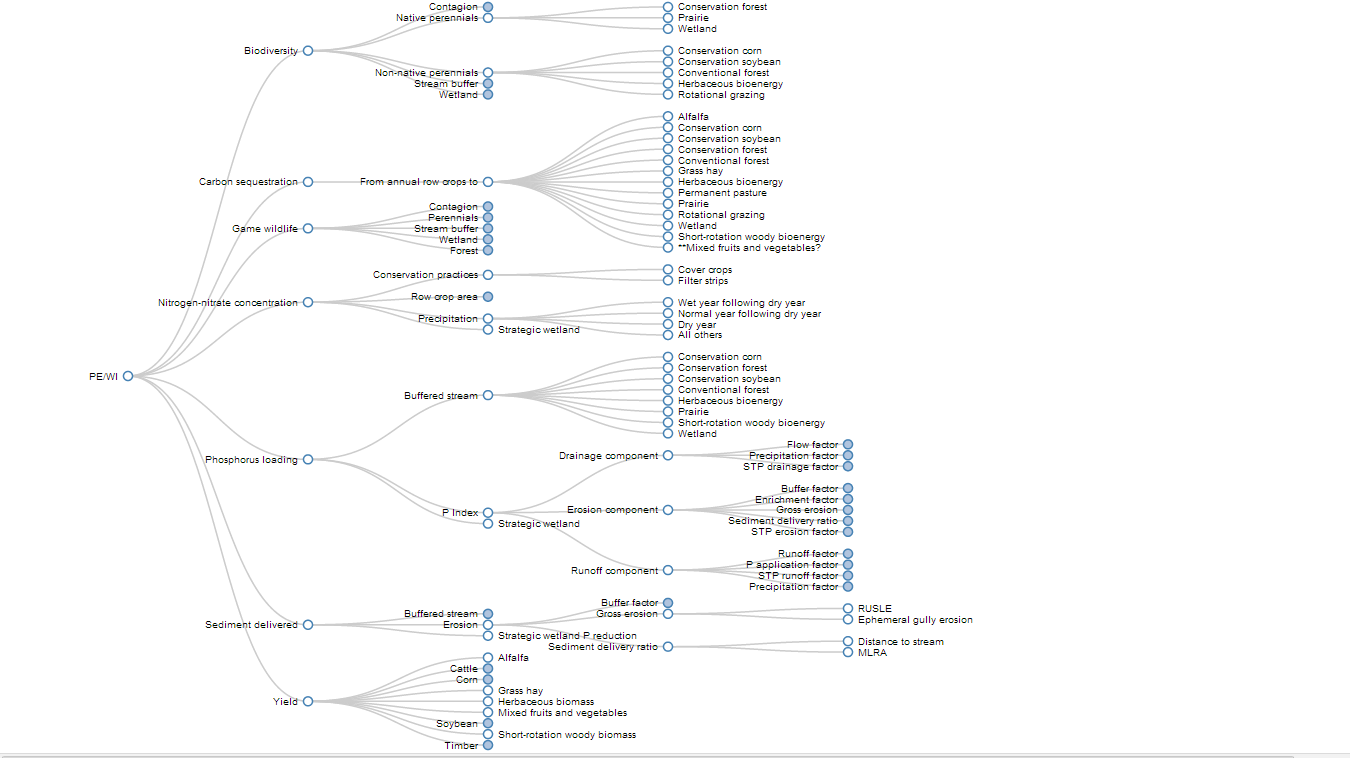 PE/WI
Biodiversity
Contagion
Native perennials
Conservation forest
Prairie
Wetland
Non-native perennials
Conservation corn
Conservation soybean
Conventional forest
Herbaceous bioenergy
Rotational grazing
Stream buffer
Wetland
Carbon sequestration
From annual row crops to
Alfalfa
Conservation corn
Conservation soybean
Conservation forest
Conventional forest
Grass hay
Herbaceous bioenergy
Permanent pasture
Prairie
Rotational grazing
Wetland
Short-rotation woody bioenergy
**Mixed fruits and vegetables?
Game wildlife
Contagion
Perennials
Stream buffer
Wetland
Forest
Nitrogen-nitrate concentration
Conservation practices
Cover crops
Filter strips
Row crop area
Precipitation
Wet year following dry year
Normal year following dry year
Dry year
All others
Strategic wetland
Phosphorus loading
Buffered stream
Conservation corn
Conservation forest
Conservation soybean
Conventional forest
Herbaceous bioenergy
Prairie
Short-rotation woody bioenergy
Wetland
P Index
Drainage component
Flow factor
Precipitation factor
STP drainage factor
Erosion component
Buffer factor
Enrichment factor
Gross erosion
Sediment delivery ratio
STP erosion factor
Runoff component
Runoff factor
P application factor
STP runoff factor
Precipitation factor
Strategic wetland
Sediment delivered
Buffered stream
Erosion
Buffer factor
Gross erosion
RUSLE
Ephemeral gully erosion
Sediment delivery ratio
Distance to stream
MLRA
Strategic wetland P reduction
Yield
Alfalfa
Cattle
Corn
Grass hay
Herbaceous biomass
Mixed fruits and vegetables
Soybean
Short-rotation woody biomass
Timber